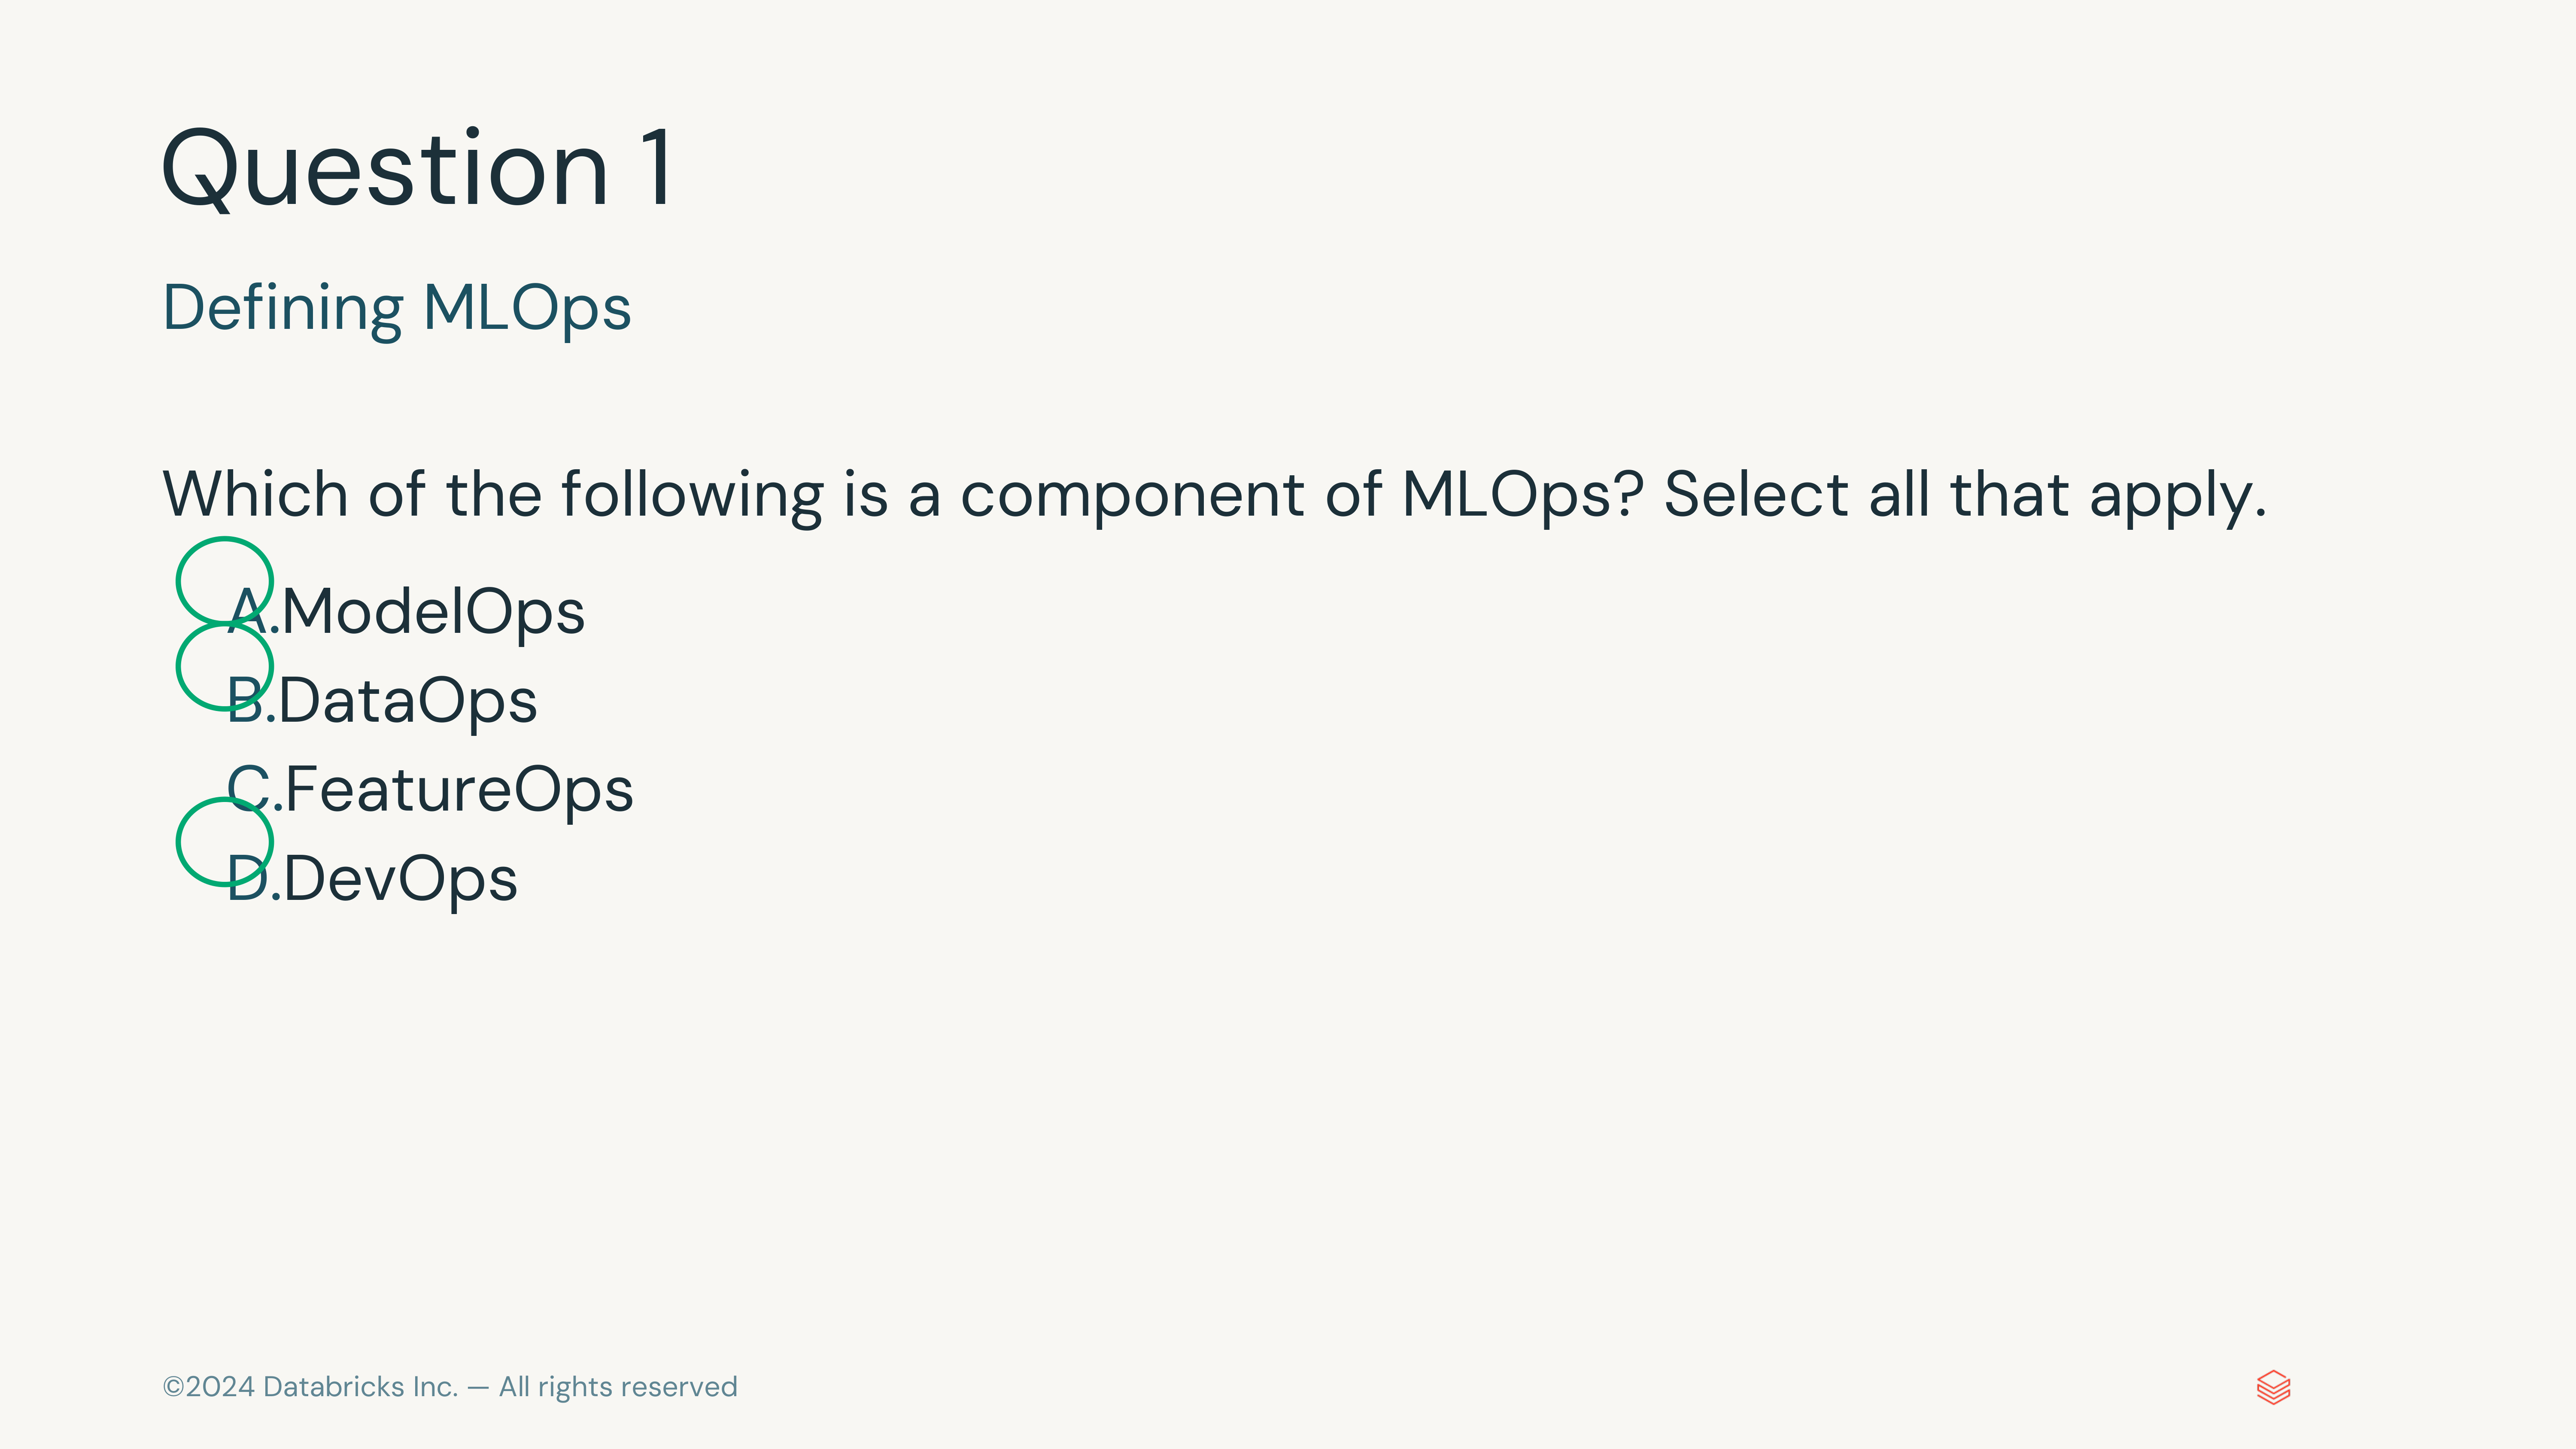 Question 1
Defining MLOps
Which of the following is a component of MLOps? Select all that apply.
A.ModelOps
B.DataOps
C.FeatureOps
D.DevOps
©2024 Databricks Inc. — All rights reserved